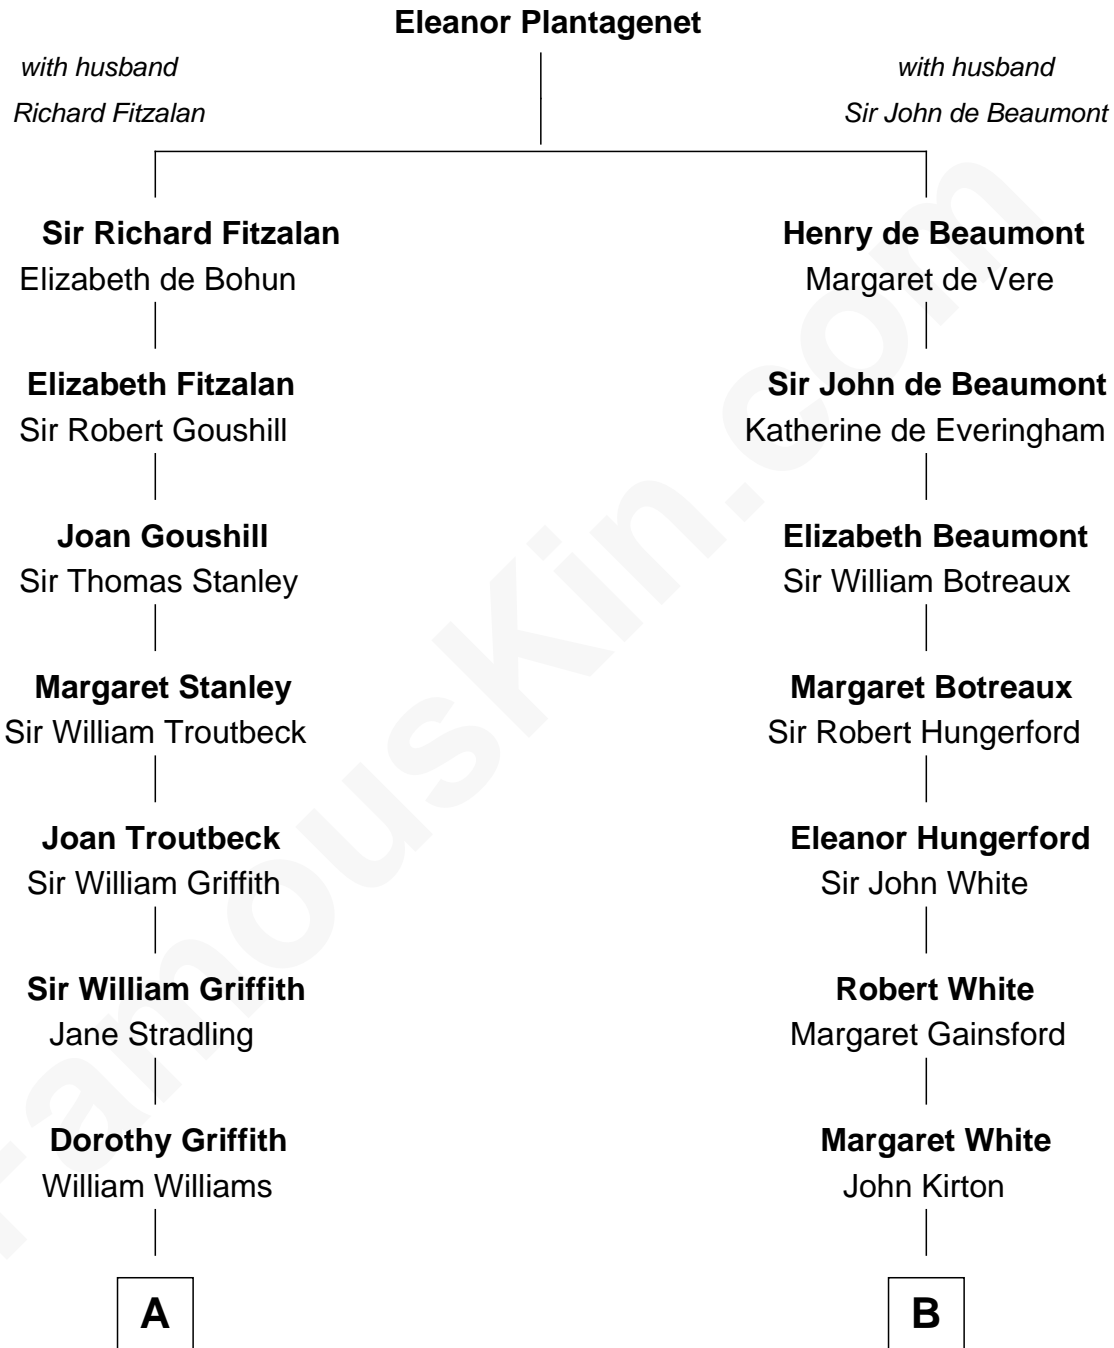 Eleanor Plantagenet
with husband
Richard Fitzalan
with husband
Sir John de Beaumont
Sir Richard Fitzalan
Elizabeth de Bohun
Henry de Beaumont
Margaret de Vere
Elizabeth Fitzalan
Sir Robert Goushill
Sir John de Beaumont
Katherine de Everingham
Joan Goushill
Sir Thomas Stanley
Elizabeth Beaumont
Sir William Botreaux
Margaret Stanley
Sir William Troutbeck
Margaret Botreaux
Sir Robert Hungerford
Joan Troutbeck
Sir William Griffith
Eleanor Hungerford
Sir John White
Sir William Griffith
Jane Stradling
Robert White
Margaret Gainsford
Dorothy Griffith
William Williams
Margaret White
John Kirton
A
B
FamousKin.com